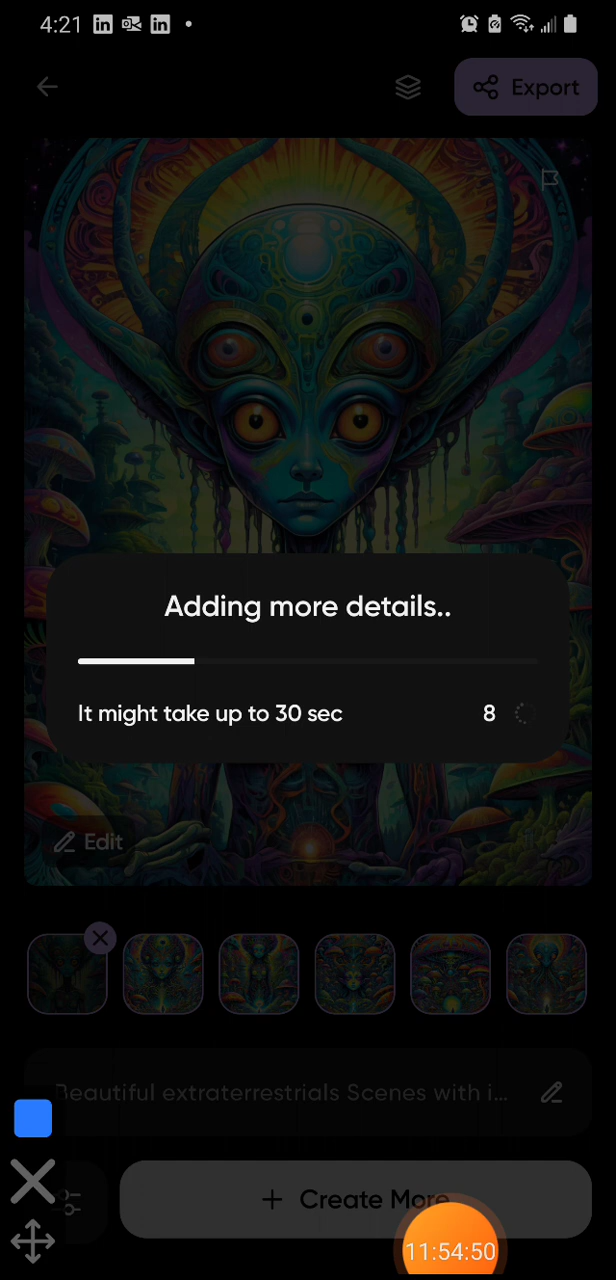 4:21
Export
Adding more details..
It might take up to 30 sec
8
Edit
Beautiful extraterrestrials Scenes with i...
+ Create More
11:54:50